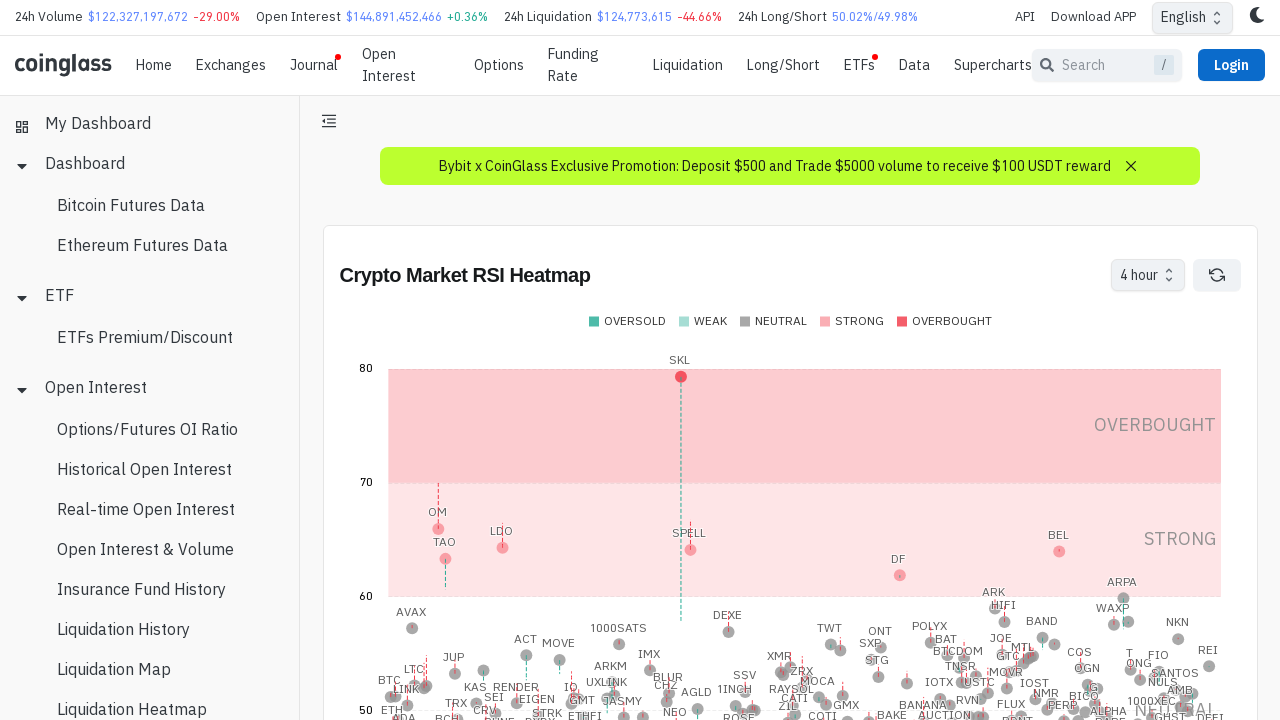 24h Volume $122,327,197,672 -29.00% Open Interest $144,891,452,466 +0.36% 24h Liquidation $124,773,615 -44.66% 24h Long/Short 50.02%/49.98% API Download APP English
coinglass Home Exchanges Journal Open Interest Options Funding Rate Liquidation Long/Short ETFs Data Supercharts Search / Login
My Dashboard
Dashboard
Bitcoin Futures Data
Ethereum Futures Data
ETF
ETFs Premium/Discount
Open Interest
Options/Futures OI Ratio
Historical Open Interest
Real-time Open Interest
Open Interest & Volume
Insurance Fund History
Liquidation History
Liquidation Map
Liquidation Heatmap
Bybit x CoinGlass Exclusive Promotion: Deposit $500 and Trade $5000 volume to receive $100 USDT reward
Crypto Market RSI Heatmap 4 hour
OVERSOLD WEAK NEUTRAL STRONG OVERBOUGHT
SKL
80
OVERBOUGHT
70
OM
LDO SPELL BEL
TAO STRONG
DF
ARPA
60 ARK
HIFI
AVAX DEXE WAXP
1000SATS TWT ONT POLYX BAND NKN
ACT MOVE SXP BAT JOE MTL REI
JUP IMX XMR STG BTCDOM GTC COS T FIO
LTC ARKM ZRX TNSR ONG
BTC BLUR SSV MOCA MOVR OGN SANTOS
LINK KAS RENDER IO UXLINK CHZ 1INCH RAYSOL IOTX USTC IOST NULS AMB
SEI EIGEN GMT JASMY AGLD CATI NMR BICO
ETH TRX CRV STRK NEO ZIL GMX BANANA RVN FLUX PERP 1000XEC
50 BCH ETHFI ROSE COTI BAKE AUCTION ALPHA NEUTRAL